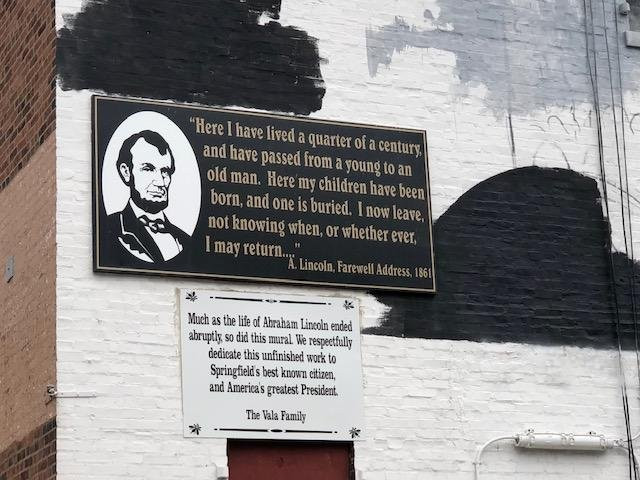 "Here I have lived a quarter of a century,
and have passed from a young to an
old man. Here my children have been
born, and one is buried. I now leave,
not knowing when, or whether ever,
I may return...."
A. Lincoln, Farewell Address, 1861
Much as the life of Abraham Lincoln ended
abruptly, so did this mural. We respectfully
dedicate this unfinished work to
Springfield's best known citizen,
and America's greatest President.
The Vala Family